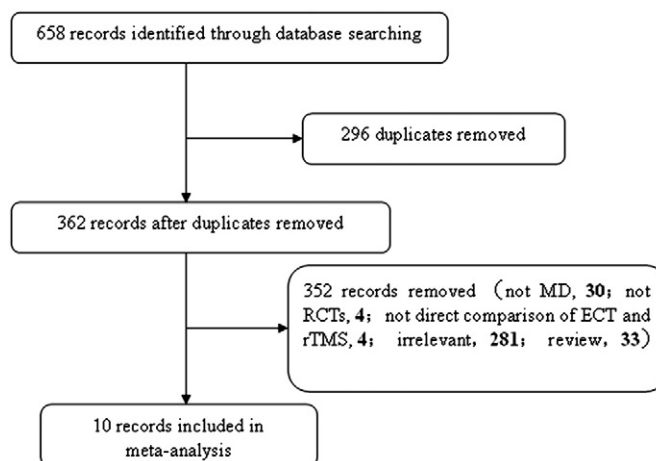 658 records identified through database searching
296 duplicates removed
362 records after duplicates removed
352 records removed （not MD, 30; not
RCTs, 4; not direct comparison of ECT and
rTMS, 4; irrelevant, 281; review, 33）
10 records included in
meta-analysis